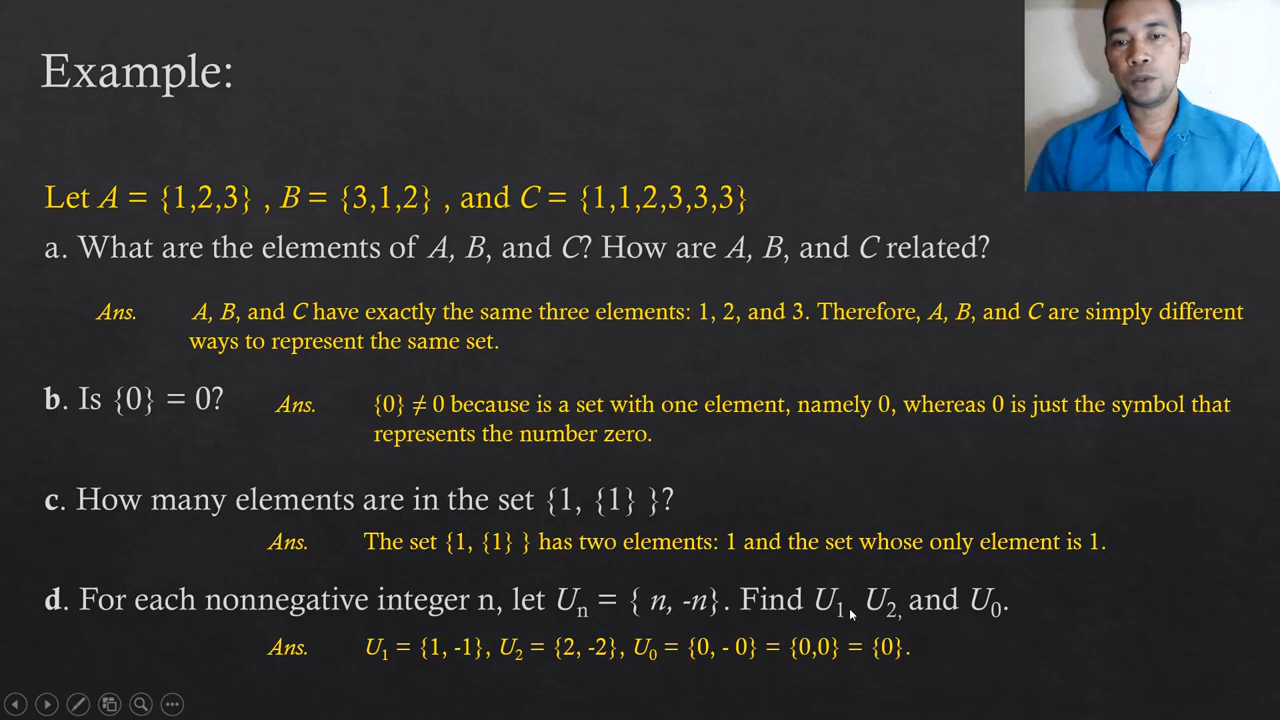 Example:
Let A = {1,2,3} , B = {3,1,2} , and C = {1,1,2,3,3,3}
a. What are the elements of A, B, and C? How are A, B, and C related?
Ans. A, B, and C have exactly the same three elements: 1, 2, and 3. Therefore, A, B, and C are simply different
ways to represent the same set.
b. Is {0} = 0? Ans. {0} ≠ 0 because is a set with one element, namely 0, whereas 0 is just the symbol that
represents the number zero.
c. How many elements are in the set {1, {1} }?
Ans. The set {1, {1} } has two elements: 1 and the set whose only element is 1.
d. For each nonnegative integer n, let Uₙ = { n, -n}. Find U₁, U₂, and U₀.
Ans. U₁ = {1, -1}, U₂ = {2, -2}, U₀ = {0, - 0} = {0,0} = {0}.